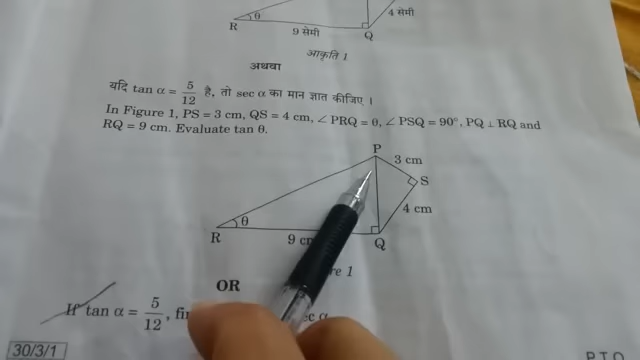 θ
R
9 सेमी
Q
4 सेमी
आकृति 1
अथवा
यदि tan α = 5/12 है, तो sec α का मान ज्ञात कीजिए ।
In Figure 1, PS = 3 cm, QS = 4 cm, ∠ PRQ = θ, ∠ PSQ = 90°, PQ ⊥ RQ and
RQ = 9 cm. Evaluate tan θ.
P
3 cm
S
4 cm
θ
R
9
Q
1
OR
If tan α = 5/12, α
30/3/1
P.T.O.